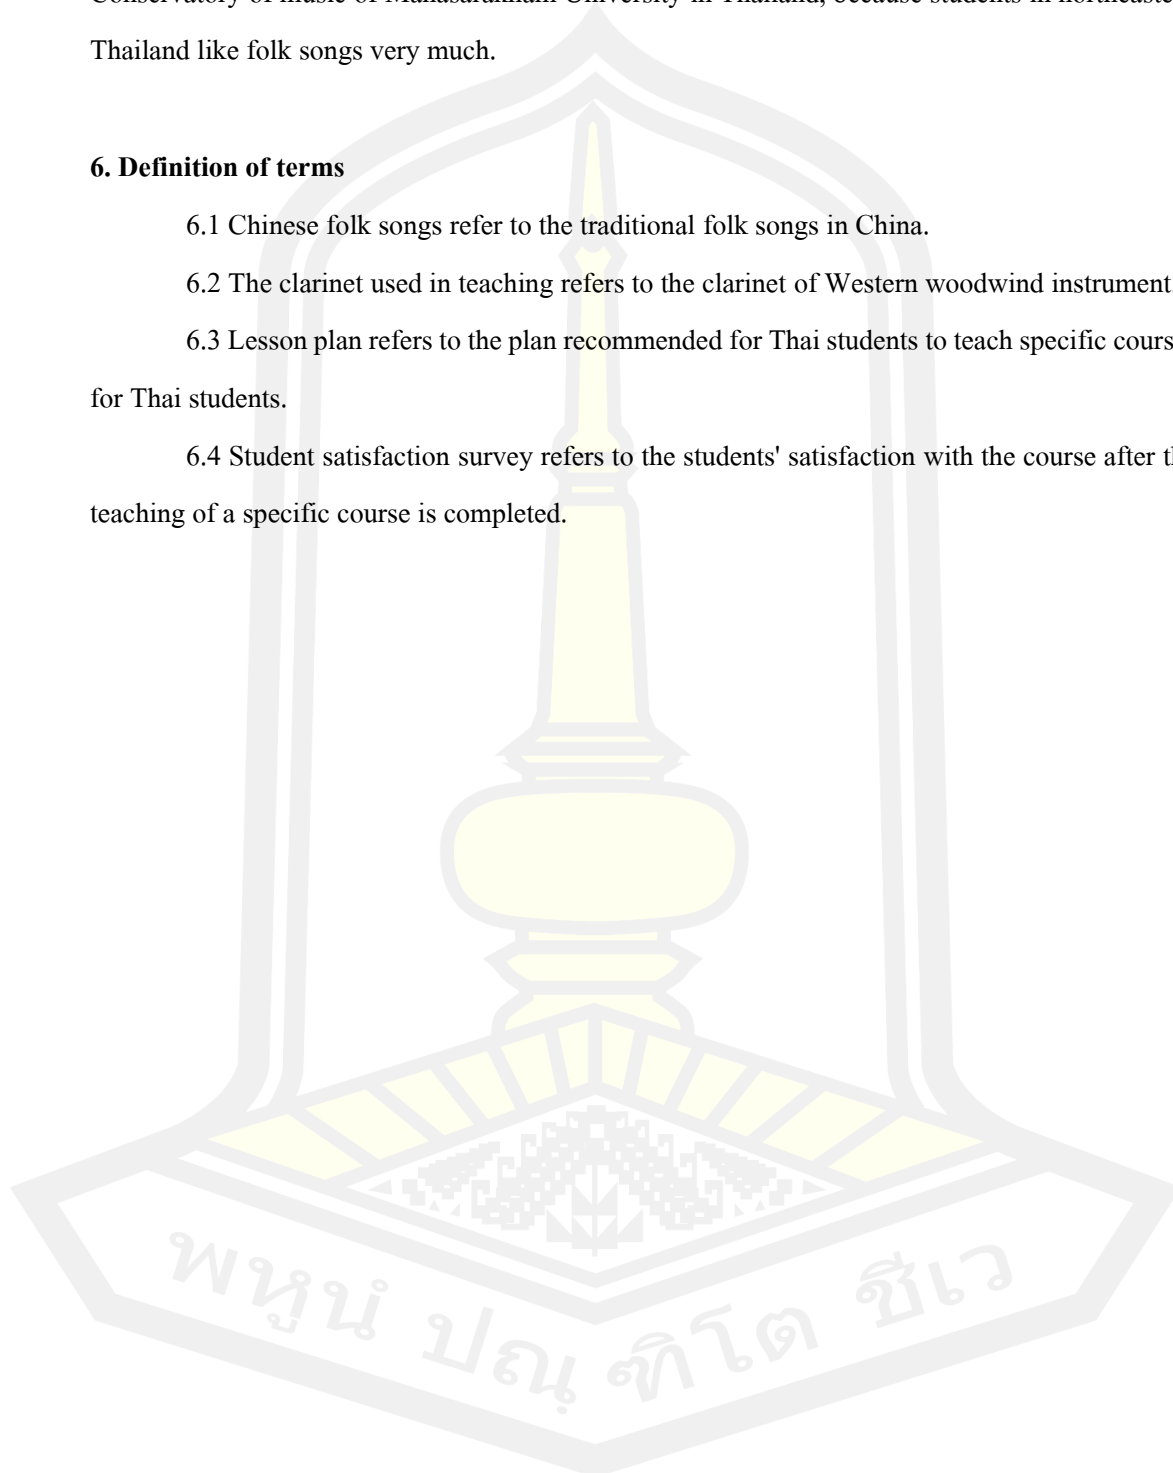 Conservatory of music of Mahasarakham University in Thailand, because students in northeaste
Thailand like folk songs very much.
6. Definition of terms
6.1 Chinese folk songs refer to the traditional folk songs in China.
6.2 The clarinet used in teaching refers to the clarinet of Western woodwind instrument
6.3 Lesson plan refers to the plan recommended for Thai students to teach specific cours
for Thai students.
6.4 Student satisfaction survey refers to the students' satisfaction with the course after t
teaching of a specific course is completed.
พหูนํ ปณฺฑิโต ชีเว